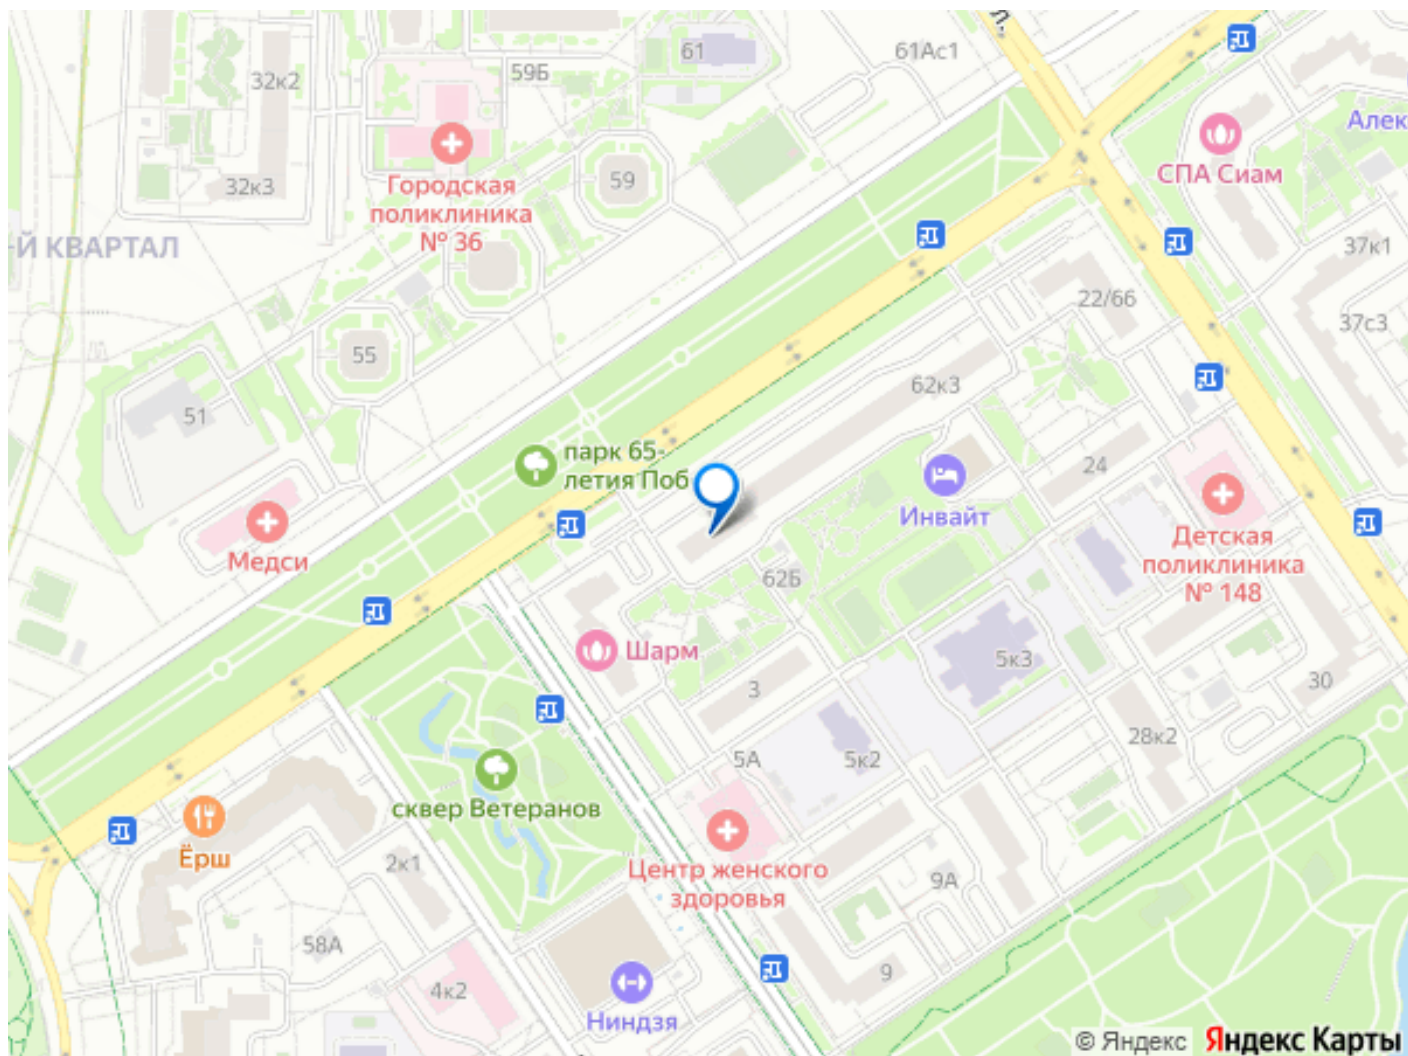 л.
61
61Ас1
59Б
32к2
Алек
СПА Сиам
Городская
поликлиника
№ 36
59
32к3
-Й КВАРТАЛ
37к1
22/66
37с3
55
62к3
51
парк 65-
летия Поб
24
Инвайт
Медси
Детская
поликлиника
№ 148
62Б
Шарм
3
5к3
30
28к2
5А
5к2
сквер Ветеранов
Ёрш
2к1
Центр женского
здоровья
9А
58А
9
4к2
Ниндзя
© Яндекс Яндекс Карты